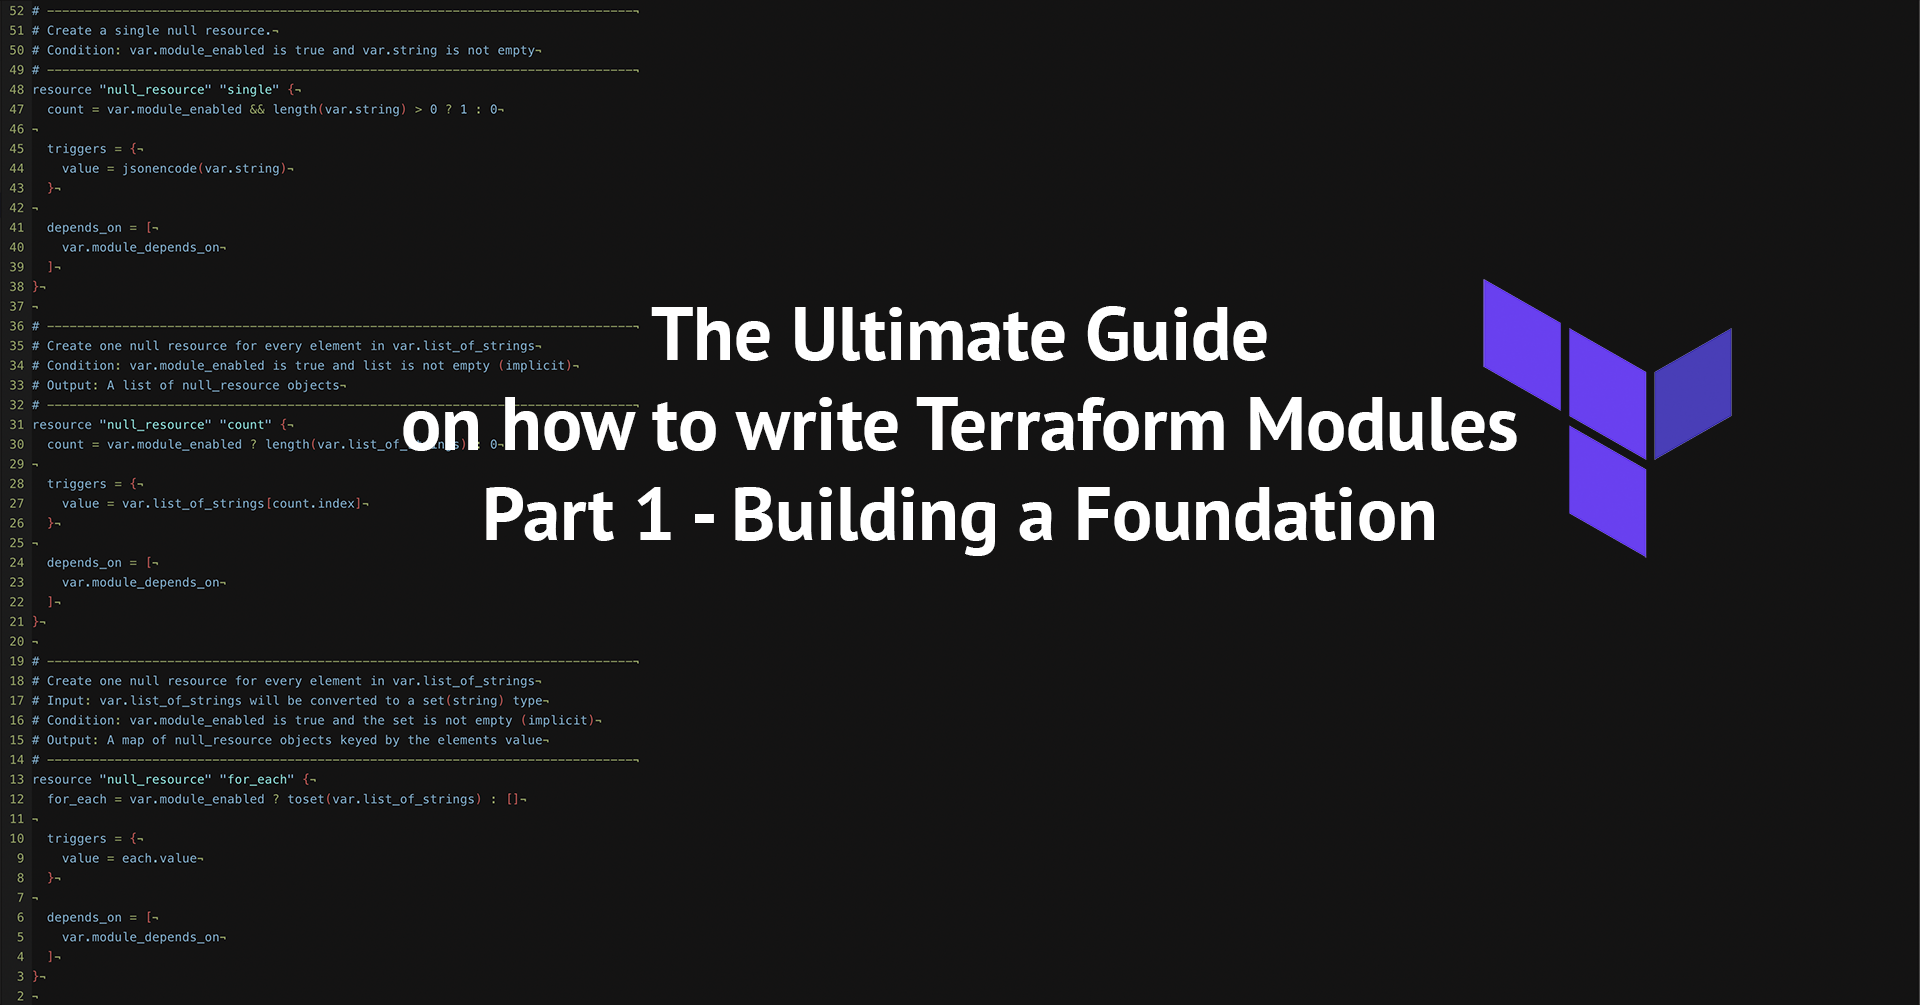 52 # -------------------------------------------------------------------------------¬
51 # Create a single null resource.¬
50 # Condition: var.module_enabled is true and var.string is not empty¬
49 # -------------------------------------------------------------------------------¬
48 resource "null_resource" "single" {¬
47   count = var.module_enabled && length(var.string) > 0 ? 1 : 0¬
46 ¬
45   triggers = {¬
44     value = jsonencode(var.string)¬
43   }¬
42 ¬
41   depends_on = [¬
40     var.module_depends_on¬
39   ]¬
38 }¬
37 ¬
36 # -------------------------------------------------------------------------------¬
35 # Create one null resource for every element in var.list_of_strings¬
34 # Condition: var.module_enabled is true and list is not empty (implicit)¬
33 # Output: A list of null_resource objects¬
32 # -------------------------------------------------------------------------------¬
31 resource "null_resource" "count" {¬
30   count = var.module_enabled ? length(var.list_of_strings) : 0¬
29 ¬
28   triggers = {¬
27     value = var.list_of_strings[count.index]¬
26   }¬
25 ¬
24   depends_on = [¬
23     var.module_depends_on¬
22   ]¬
21 }¬
20 ¬
19 # -------------------------------------------------------------------------------¬
18 # Create one null resource for every element in var.list_of_strings¬
17 # Input: var.list_of_strings will be converted to a set(string) type¬
16 # Condition: var.module_enabled is true and the set is not empty (implicit)¬
15 # Output: A map of null_resource objects keyed by the elements value¬
14 # -------------------------------------------------------------------------------¬
13 resource "null_resource" "for_each" {¬
12   for_each = var.module_enabled ? toset(var.list_of_strings) : []¬
11 ¬
10   triggers = {¬
9     value = each.value¬
8   }¬
7 ¬
6   depends_on = [¬
5     var.module_depends_on¬
4   ]¬
3 }¬
2 ¬
The Ultimate Guide
on how to write Terraform Modules
Part 1 - Building a Foundation